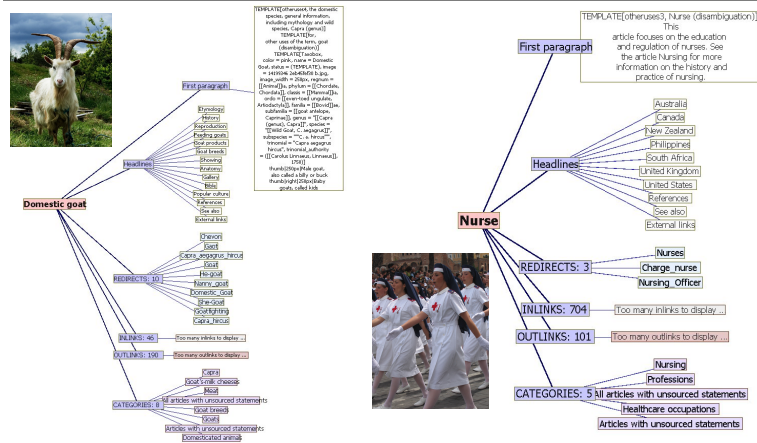 TEMPLATE[otheruses4, the domestic
species, general information,
including mythology and wild
species, Capra (genus)]
TEMPLATE[for,
other uses of the term, goat
(disambiguation)]
TEMPLATE[Taxobox,
color = pink, name = Domestic
Goat, status = {TEMPLATE}, image
image_width = 250px, regnum =
[[Animal]]ia, phylum = [[Chordate,
Chordata]], classis = [[Mammal]]ia,
ordo = [[even-toed ungulate,
Artiodactyla]], familia = [[Bovid]]ae,
subfamilia = [[goat antelope,
Caprinae]], genus = "[[Capra
(genus), Capra]]", species =
"[[Wild Goat, C. aegagrus]]",
subspecies = "'''C. a. hircus'''",
trinomial = "Capra aegagrus
hircus", trinomial_authority
= ([[Carolus Linnaeus, Linnaeus]],
1758)]
thumb|250px|Male goat,
also called a billy or buck
thumb|right|250px|Baby
goats, called kids
First paragraph
Etymology
History
Reproduction
Feeding goats
Goat products
Goat breeds
Showing
Anatomy
Gallery
Bible
Popular culture
References
See also
External links
Headlines
Domestic goat
Chevon
Gaot
Capra_aegagrus_hircus
Goat
He-goat
Nanny_goat
Domestic_Goat
She-Goat
Goatfighting
Capra_hircus
REDIRECTS: 10
INLINKS: 46
Too many inlinks to display ...
OUTLINKS: 190
Too many outlinks to display ...
Capra
Goat's-milk cheeses
Meat
All articles with unsourced statements
Goat breeds
Goats
Articles with unsourced statements
Domesticated animals
CATEGORIES: 8
TEMPLATE[otheruses3, Nurse (disambiguation)]
This
article focuses on the education
and regulation of nurses. See
the article Nursing for more
information on the history and
practice of nursing.
First paragraph
Australia
Canada
New Zealand
Philippines
South Africa
United Kingdom
United States
References
See also
External links
Headlines
Nurse
Nurses
Charge_nurse
Nursing_Officer
REDIRECTS: 3
INLINKS: 704
Too many inlinks to display ...
OUTLINKS: 101
Too many outlinks to display ...
Nursing
Professions
All articles with unsourced statements
Healthcare occupations
Articles with unsourced statements
CATEGORIES: 5